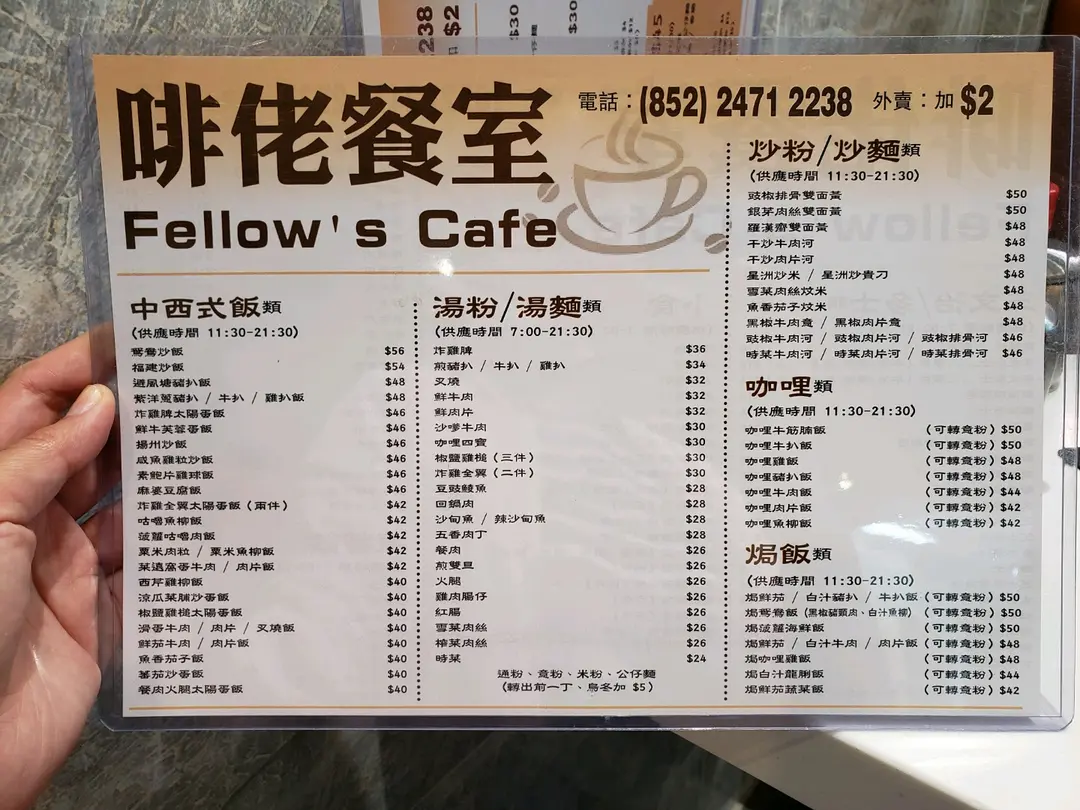 啡佬餐室
Fellow's Cafe
電話：(852) 2471 2238 外賣：加 $2
中西式飯類
(供應時間 11:30-21:30)
鴛鴦炒飯 $56
福建炒飯 $54
避風塘豬扒飯 $48
紫洋蔥豬扒 / 牛扒 / 雞扒飯 $48
炸雞脾太陽蛋飯 $46
鮮牛芙蓉蛋飯 $46
揚州炒飯 $46
咸魚雞粒炒飯 $46
素鮑片雞球飯 $46
麻婆豆腐飯 $46
炸雞全翼太陽蛋飯（兩件） $42
咕嚕魚柳飯 $42
菠蘿咕嚕肉飯 $42
粟米肉粒 / 粟米魚柳飯 $42
菜遠窩蛋牛肉 / 肉片飯 $42
西芹雞柳飯 $40
涼瓜菜脯炒蛋飯 $40
椒鹽雞槌太陽蛋飯 $40
滑蛋牛肉 / 肉片 / 叉燒飯 $40
鮮茄牛肉 / 肉片飯 $40
魚香茄子飯 $40
蕃茄炒蛋飯 $40
餐肉火腿太陽蛋飯 $40
湯粉/湯麵類
(供應時間 7:00-21:30)
炸雞脾 $36
煎豬扒 / 牛扒 / 雞扒 $34
叉燒 $32
鮮牛肉 $32
鮮肉片 $32
沙嗲牛肉 $30
咖哩四寶 $30
椒鹽雞槌（三件） $30
炸雞全翼（二件） $30
豆豉鯪魚 $28
回鍋肉 $28
沙甸魚 / 辣沙甸魚 $28
五香肉丁 $28
餐肉 $26
煎雙旦 $26
火腿 $26
雞肉腸仔 $26
紅腸 $26
雪菜肉絲 $26
榨菜肉絲 $26
時菜 $24
通粉、意粉、米粉、公仔麵
(轉出前一丁、烏冬加 $5)
炒粉/炒麵類
(供應時間 11:30-21:30)
豉椒排骨雙面黃 $50
銀芽肉絲雙面黃 $50
羅漢齋雙面黃 $48
干炒牛肉河 $48
干炒肉片河 $48
星洲炒米 / 星洲炒貴刀 $48
雪菜肉絲炆米 $48
魚香茄子炆米 $48
黑椒牛肉意 / 黑椒肉片意 $48
豉椒牛肉河 / 豉椒肉片河 / 豉椒排骨河 $46
時菜牛肉河 / 時菜肉片河 / 時菜排骨河 $46
咖哩類
(供應時間 11:30-21:30)
咖哩牛筋腩飯 （可轉意粉）$50
咖哩牛扒飯 （可轉意粉）$50
咖哩雞飯 （可轉意粉）$48
咖哩豬扒飯 （可轉意粉）$48
咖哩牛肉飯 （可轉意粉）$44
咖哩肉片飯 （可轉意粉）$42
咖哩魚柳飯 （可轉意粉）$42
焗飯類
(供應時間 11:30-21:30)
焗鮮茄 / 白汁豬扒 / 牛扒飯（可轉意粉）$50
焗鴛鴦飯（黑椒豬頸肉、白汁魚柳）（可轉意粉）$50
焗菠蘿海鮮飯 （可轉意粉）$50
焗鮮茄 / 白汁牛肉 / 肉片飯（可轉意粉）$48
焗咖哩雞飯 （可轉意粉）$48
焗白汁龍脷飯 （可轉意粉）$44
焗鮮茄蔬菜飯 （可轉意粉）$42